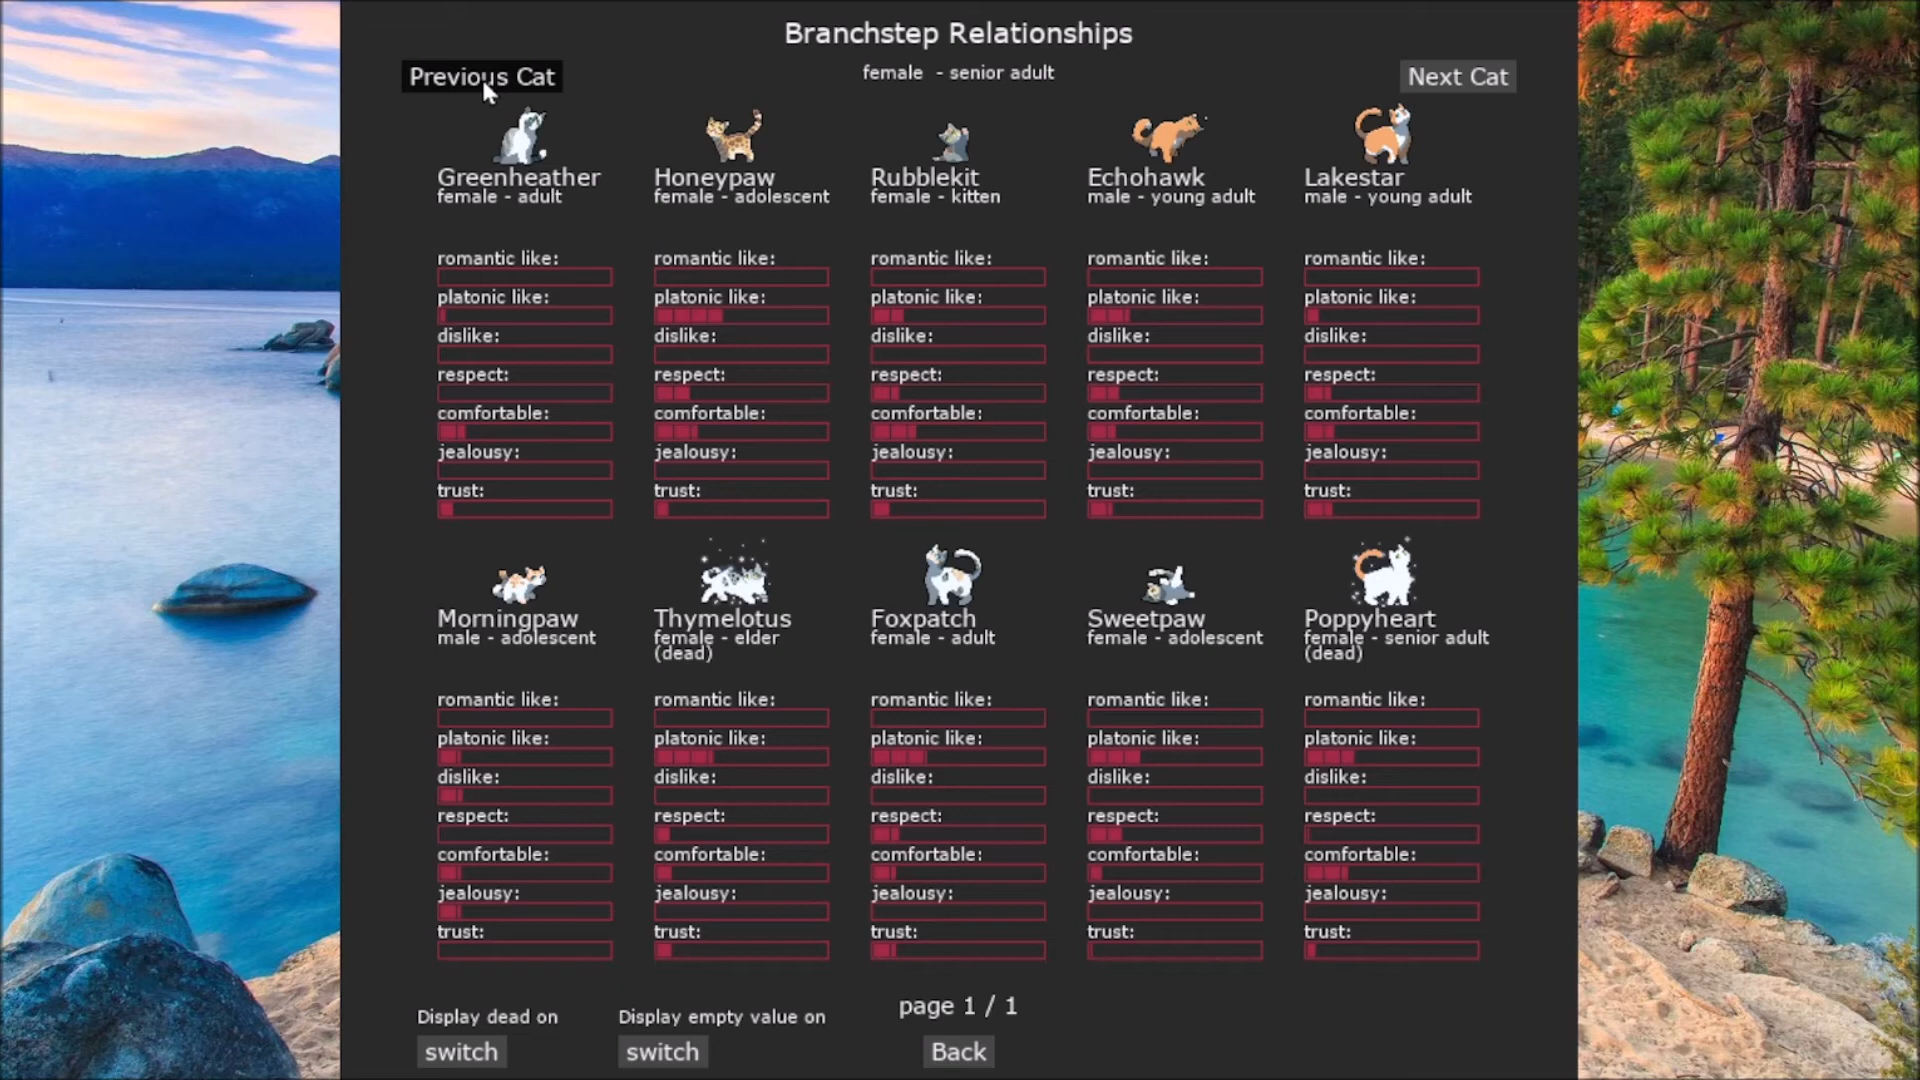 Branchstep Relationships
Previous Cat
female - senior adult
Next Cat
Greenheather
female - adult
romantic like:
platonic like:
dislike:
respect:
comfortable:
jealousy:
trust:
Honeypaw
female - adolescent
romantic like:
platonic like:
dislike:
respect:
comfortable:
jealousy:
trust:
Rubblekit
female - kitten
romantic like:
platonic like:
dislike:
respect:
comfortable:
jealousy:
trust:
Echohawk
male - young adult
romantic like:
platonic like:
dislike:
respect:
comfortable:
jealousy:
trust:
Lakestar
male - young adult
romantic like:
platonic like:
dislike:
respect:
comfortable:
jealousy:
trust:
Morningpaw
male - adolescent
romantic like:
platonic like:
dislike:
respect:
comfortable:
jealousy:
trust:
Thymelotus
female - elder
(dead)
romantic like:
platonic like:
dislike:
respect:
comfortable:
jealousy:
trust:
Foxpatch
female - adult
romantic like:
platonic like:
dislike:
respect:
comfortable:
jealousy:
trust:
Sweetpaw
female - adolescent
romantic like:
platonic like:
dislike:
respect:
comfortable:
jealousy:
trust:
Poppyheart
female - senior adult
(dead)
romantic like:
platonic like:
dislike:
respect:
comfortable:
jealousy:
trust:
Display dead on
switch
Display empty value on
switch
page 1 / 1
Back